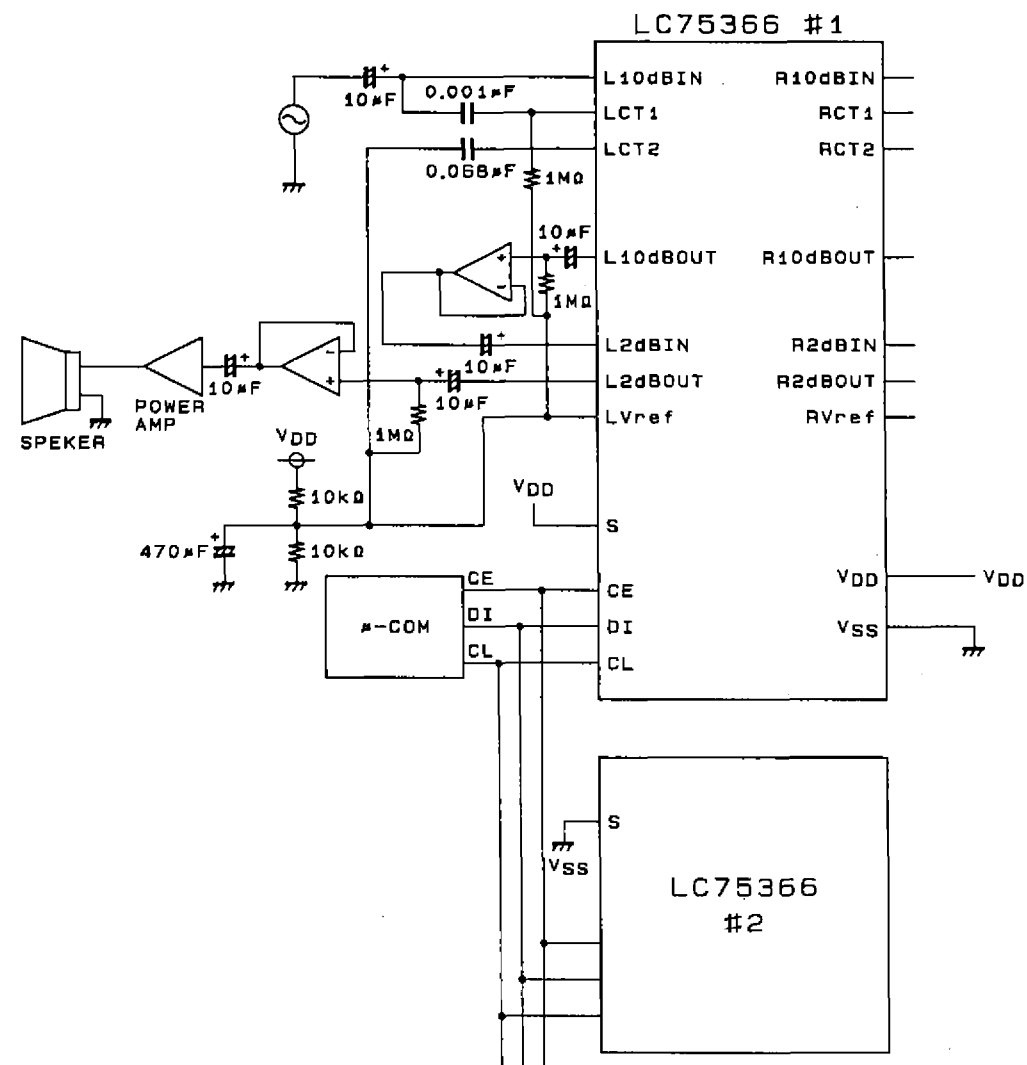 LC75366 #1
L10dBIN R10dBIN
10μF 0.001μF
LCT1 RCT1
LCT2 RCT2
0.068μF 1MΩ
10μF
L10dBOUT R10dBOUT
1MΩ
L2dBIN R2dBIN
10μF
L2dBOUT R2dBOUT
10μF 10μF
POWER
AMP
LVref RVref
1MΩ
SPEKER
VDD
10kΩ
VDD
S
470μF 10kΩ
CE CE
VDD VDD
μ-COM DI DI VSS
CL CL
S
VSS
LC75366
#2